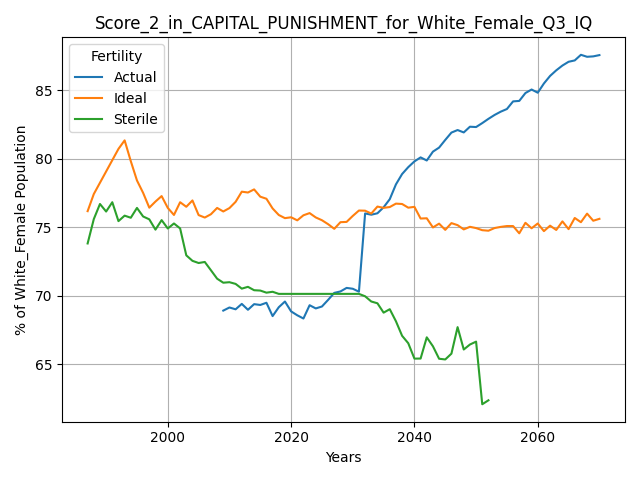 Score_2_in_CAPITAL_PUNISHMENT_for_White_Female_Q3_IQ
Fertility
Actual
Ideal
Sterile
% of White_Female Population
85
80
75
70
65
2000
2020
2040
2060
Years